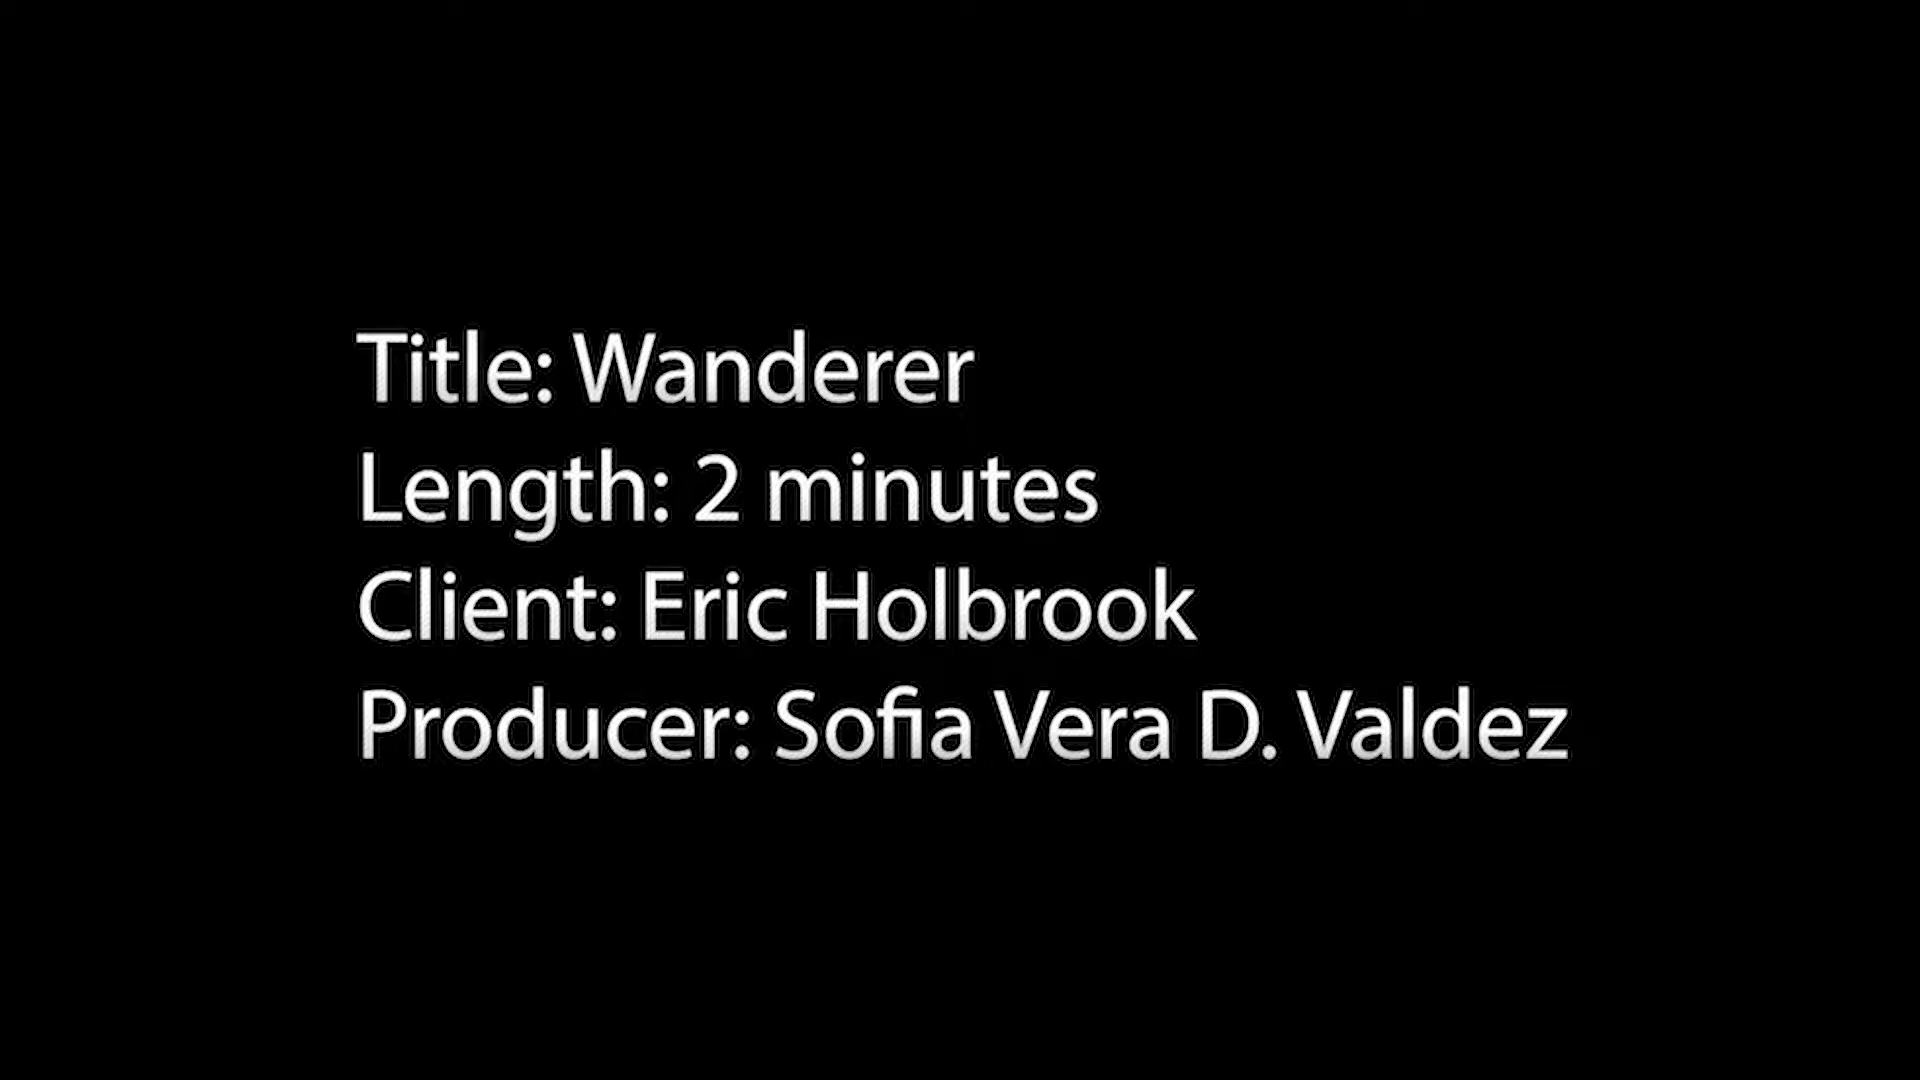 Title: Wanderer
Length: 2 minutes
Client: Eric Holbrook
Producer: Sofia Vera D. Valdez